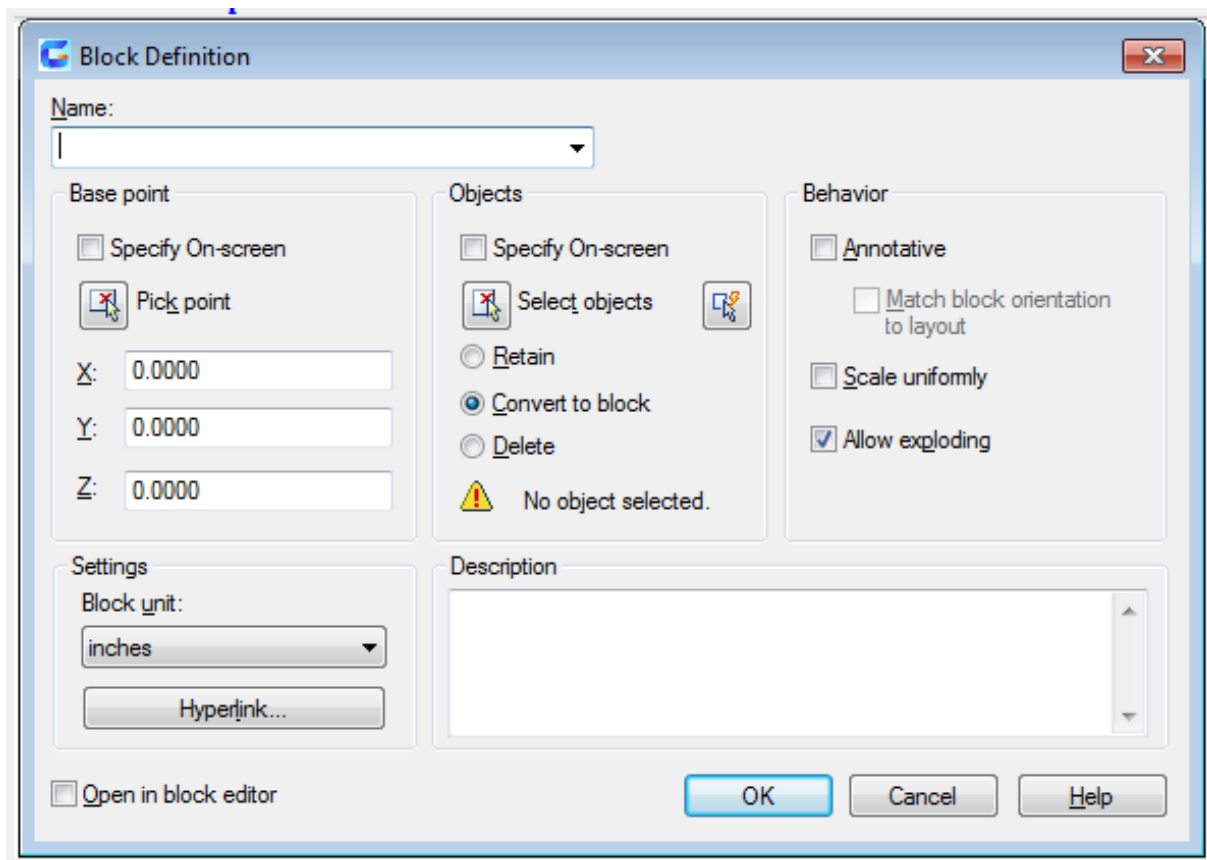 Block Definition
Name:
Base point
Specify On-screen
Pick point
X: 0.0000
Y: 0.0000
Z: 0.0000
Objects
Specify On-screen
Select objects
Retain
Convert to block
Delete
No object selected.
Behavior
Annotative
Match block orientation
to layout
Scale uniformly
Allow exploding
Settings
Block unit:
inches
Hyperlink...
Description
Open in block editor
OK
Cancel
Help